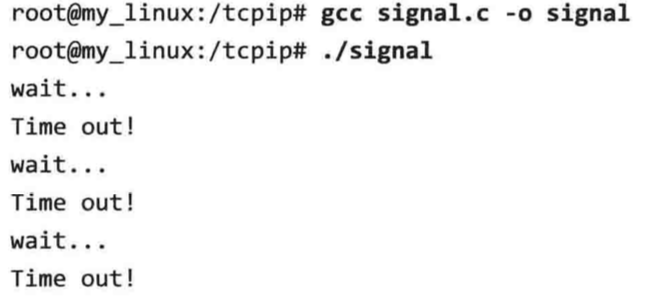 root@my_linux:/tcpip# gcc signal.c -o signal
root@my_linux:/tcpip# ./signal
wait...
Time out!
wait...
Time out!
wait...
Time out!